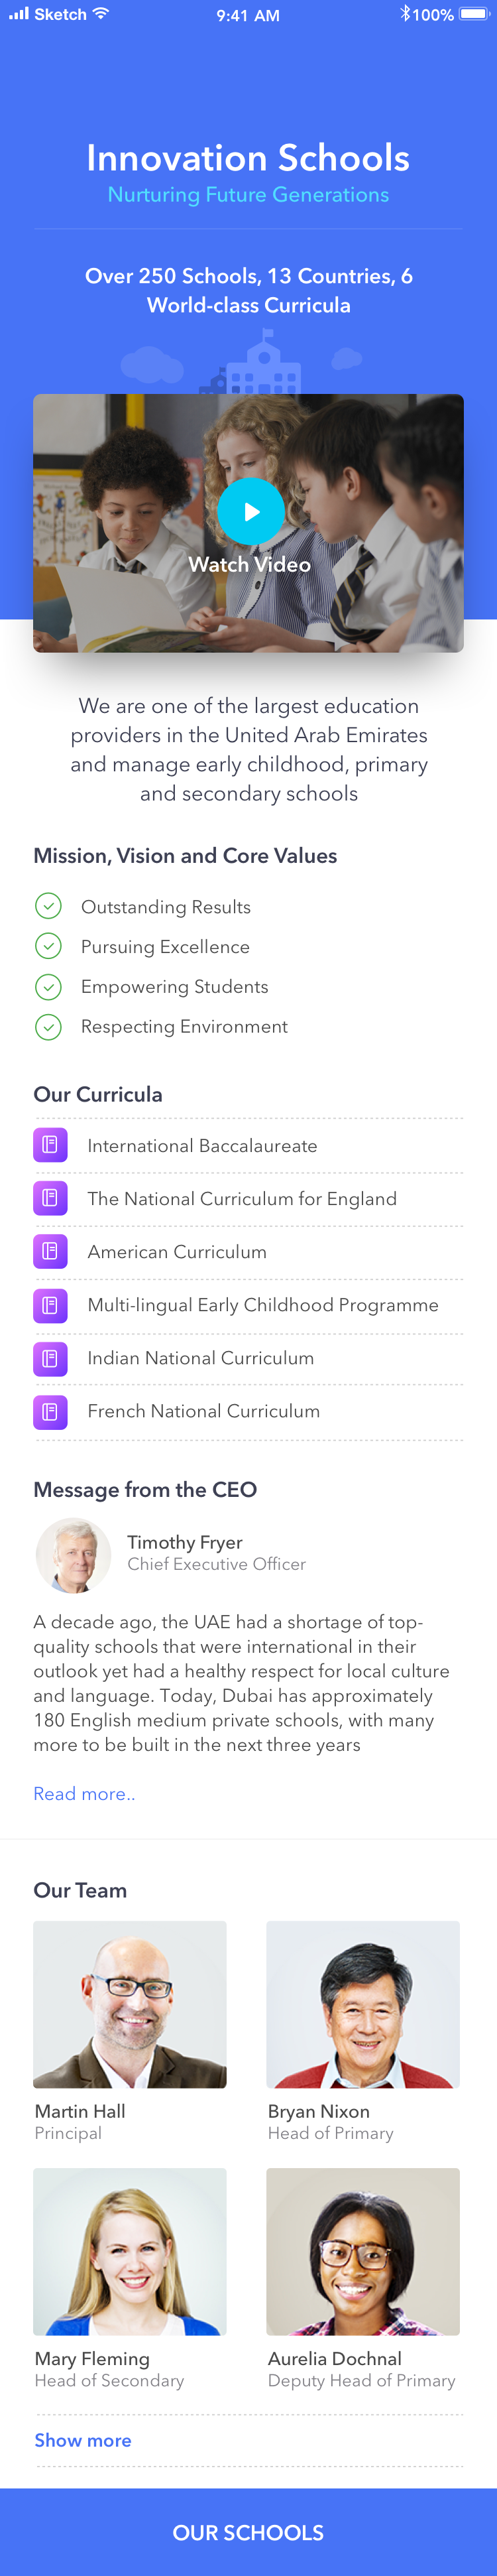 Sketch 9:41 AM 100%
Innovation Schools
Nurturing Future Generations
Over 250 Schools, 13 Countries, 6
World-class Curricula
Watch Video
We are one of the largest education
providers in the United Arab Emirates
and manage early childhood, primary
and secondary schools
Mission, Vision and Core Values
Outstanding Results
Pursuing Excellence
Empowering Students
Respecting Environment
Our Curricula
International Baccalaureate
The National Curriculum for England
American Curriculum
Multi-lingual Early Childhood Programme
Indian National Curriculum
French National Curriculum
Message from the CEO
Timothy Fryer
Chief Executive Officer
A decade ago, the UAE had a shortage of top-
quality schools that were international in their
outlook yet had a healthy respect for local culture
and language. Today, Dubai has approximately
180 English medium private schools, with many
more to be built in the next three years
Read more..
Our Team
Martin Hall
Principal
Bryan Nixon
Head of Primary
Mary Fleming
Head of Secondary
Aurelia Dochnal
Deputy Head of Primary
Show more
OUR SCHOOLS